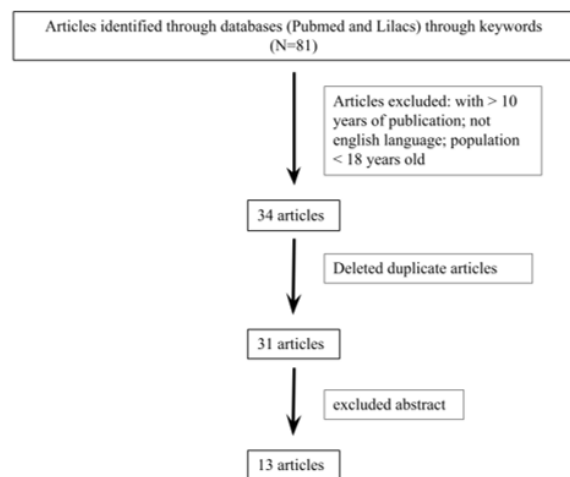 Articles identified through databases (Pubmed and Lilacs) through keywords
(N=81)
Articles excluded: with > 10
years of publication; not
english language; population
< 18 years old
34 articles
Deleted duplicate articles
31 articles
excluded abstract
13 articles